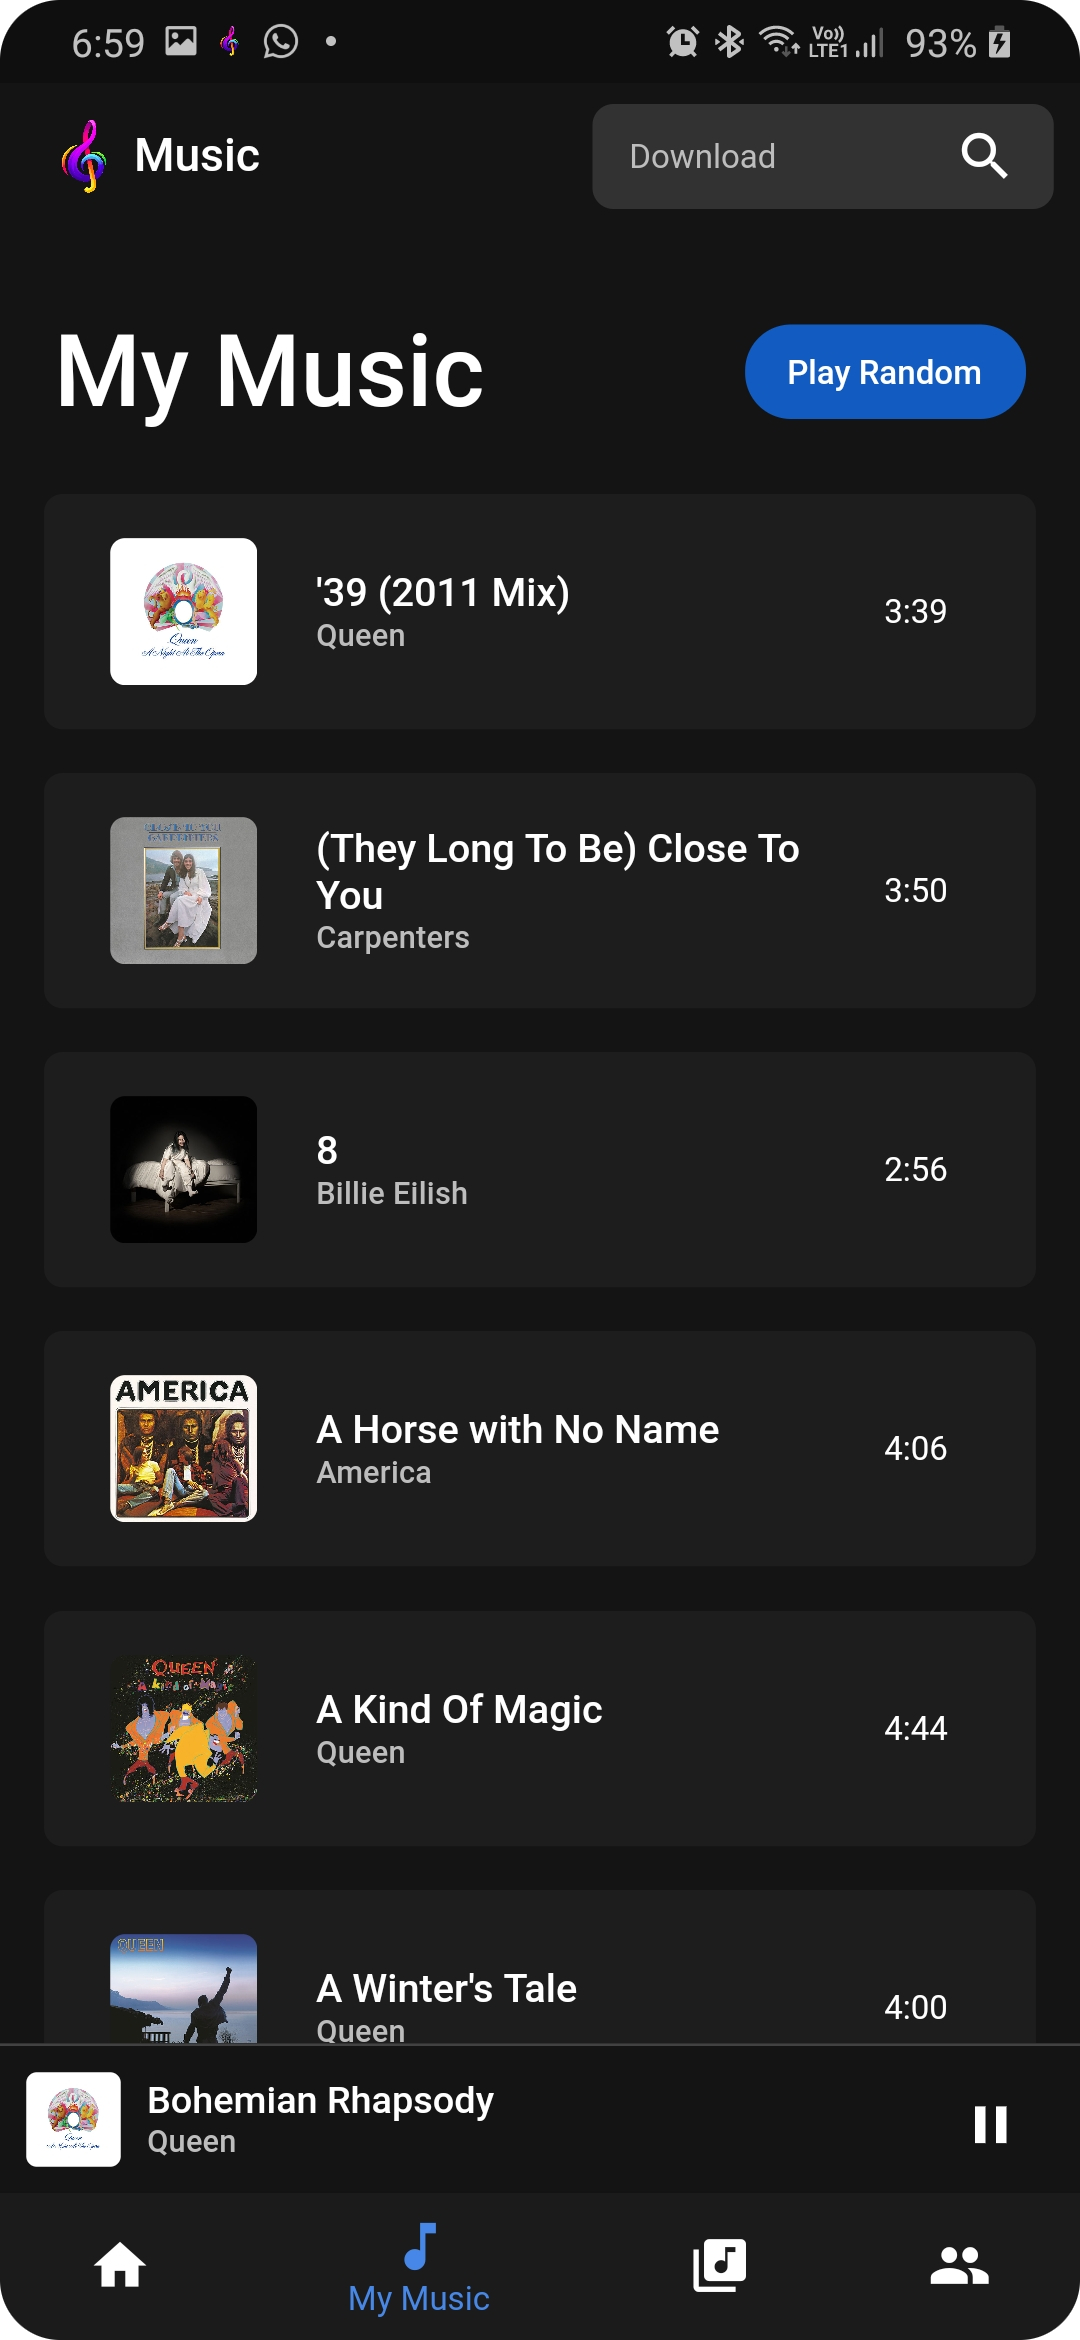 6:59
Vo))
LTE1
93%
Music
Download
My Music
Play Random
'39 (2011 Mix)
Queen
3:39
Queen
A Night At The Opera
(They Long To Be) Close To
You
Carpenters
3:50
8
Billie Eilish
2:56
AMERICA
A Horse with No Name
America
4:06
QUEEN
A kind of Magic
A Kind Of Magic
Queen
4:44
QUEEN
A Winter's Tale
Queen
4:00
Bohemian Rhapsody
Queen
My Music